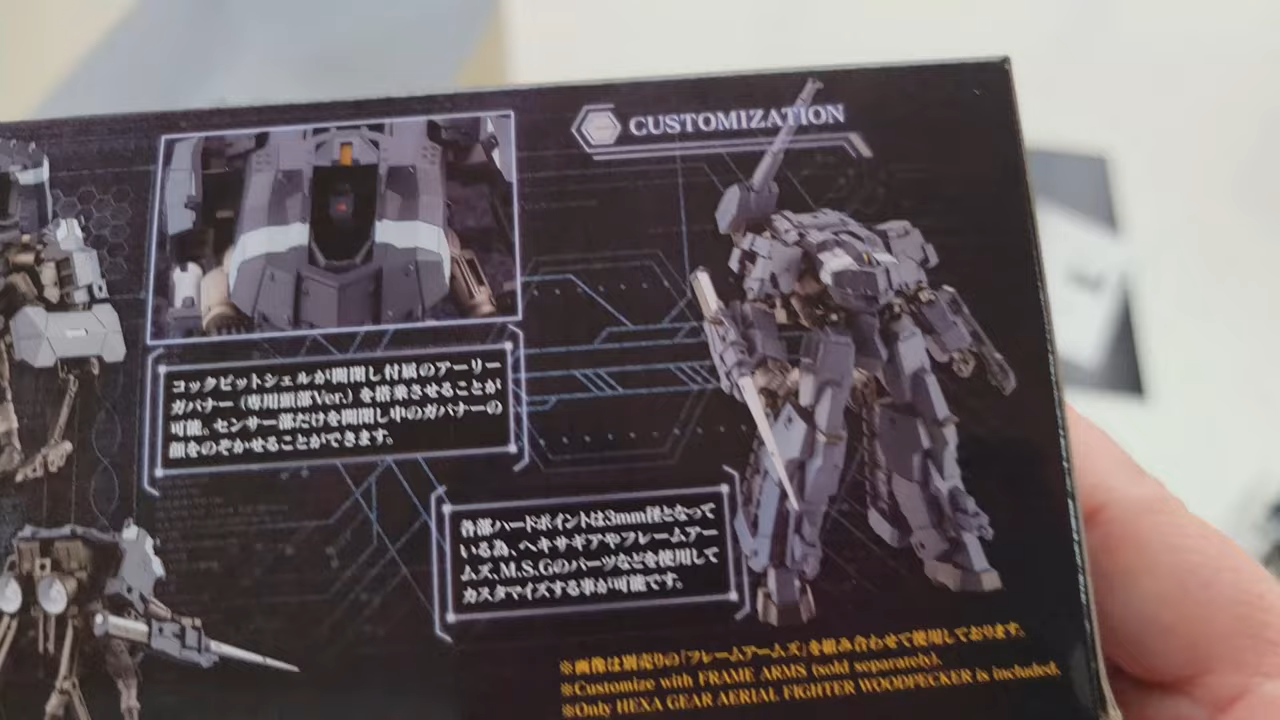 CUSTOMIZATION
コックピットシェルが開閉し付属のアーリー
ガバナー（専用頭部Ver.）を搭乗させることが
可能。センサー部だけを開閉し中のガバナーの
顔をのぞかせることができます。
各部ハードポイントは3mm径となって
いる為、ヘキサギアやフレームアー
ムズ、M.S.Gのパーツなどを使用して
カスタマイズする事が可能です。
※画像は別売りの「フレームアームズ」を組み合わせて使用しております。
※Customize with FRAME ARMS (sold separately).
※Only HEXA GEAR AERIAL FIGHTER WOODPECKER is included.